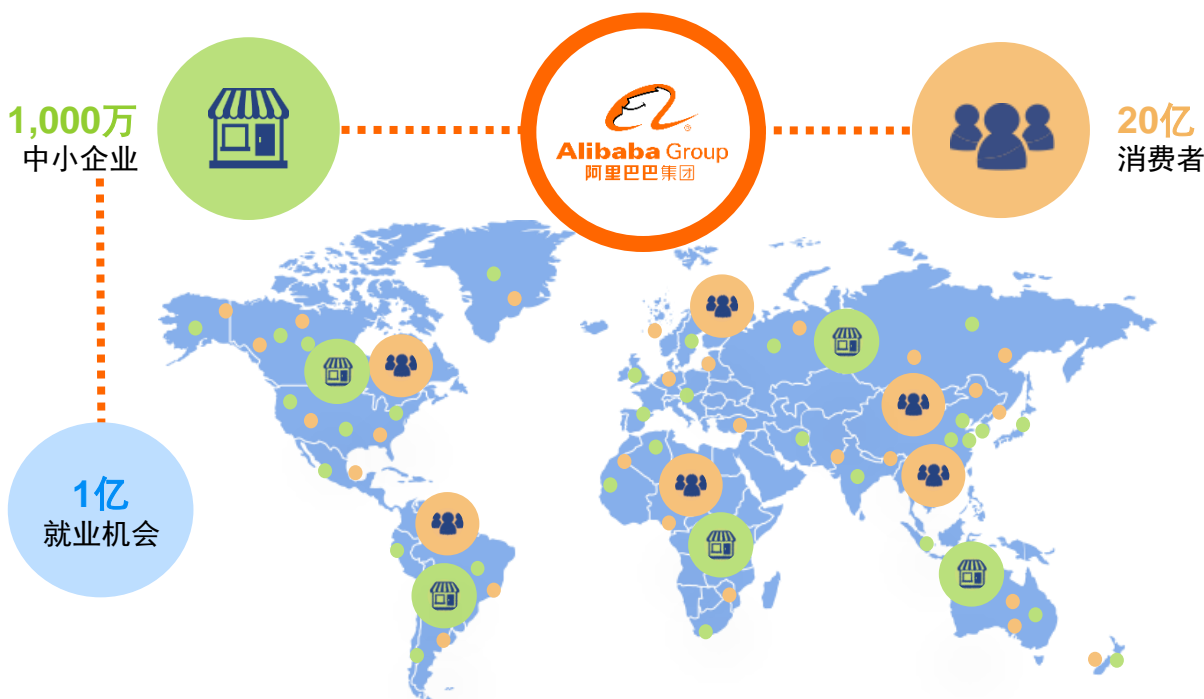 1,000万
中小企业
Alibaba Group
阿里巴巴集团
20亿
消费者
1亿
就业机会